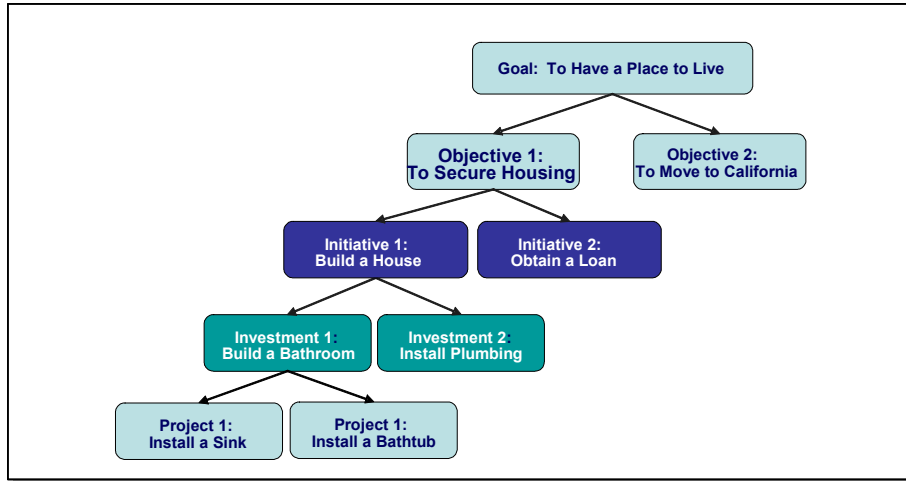 Goal:  To Have a Place to Live
Objective 1:
To Secure Housing
Objective 2:
To Move to California
Initiative 1:
Build a House
Initiative 2:
Obtain a Loan
Investment 1:
Build a Bathroom
Investment 2:
Install Plumbing
Project 1:
Install a Sink
Project 1:
Install a Bathtub